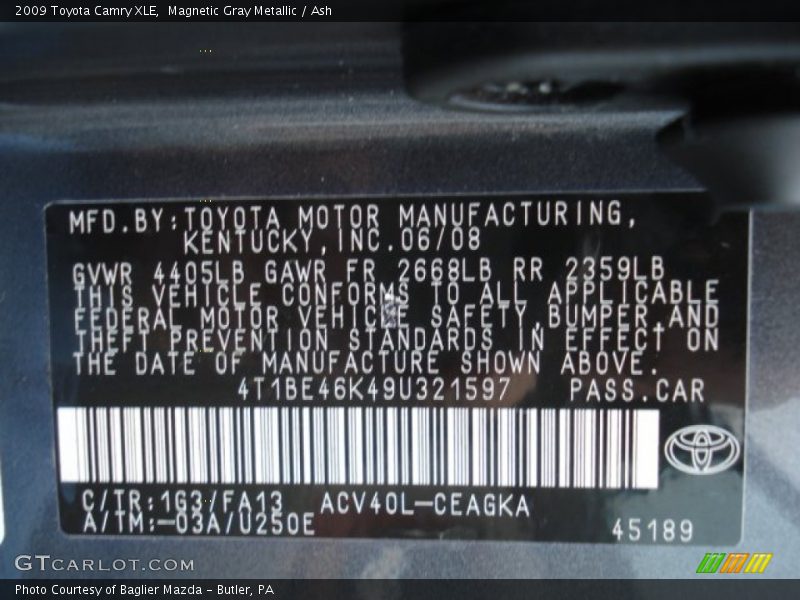 2009 Toyota Camry XLE,  Magnetic Gray Metallic / Ash
MFD.BY:TOYOTA MOTOR MANUFACTURING,
KENTUCKY,INC.06/08
GVWR 4405LB GAWR FR 2668LB RR 2359LB
THIS VEHICLE CONFORMS TO ALL APPLICABLE
FEDERAL MOTOR VEHICLE SAFETY,BUMPER,AND
THEFT PREVENTION STANDARDS IN EFFECT ON
THE DATE OF MANUFACTURE SHOWN ABOVE.
4T1BE46K49U321597 PASS.CAR
C/TR:1G3/FA13 ACV40L-CEAGKA
A/TM:-03A/U250E 45189
GTCARLOT.COM
Photo Courtesy of Baglier Mazda - Butler, PA